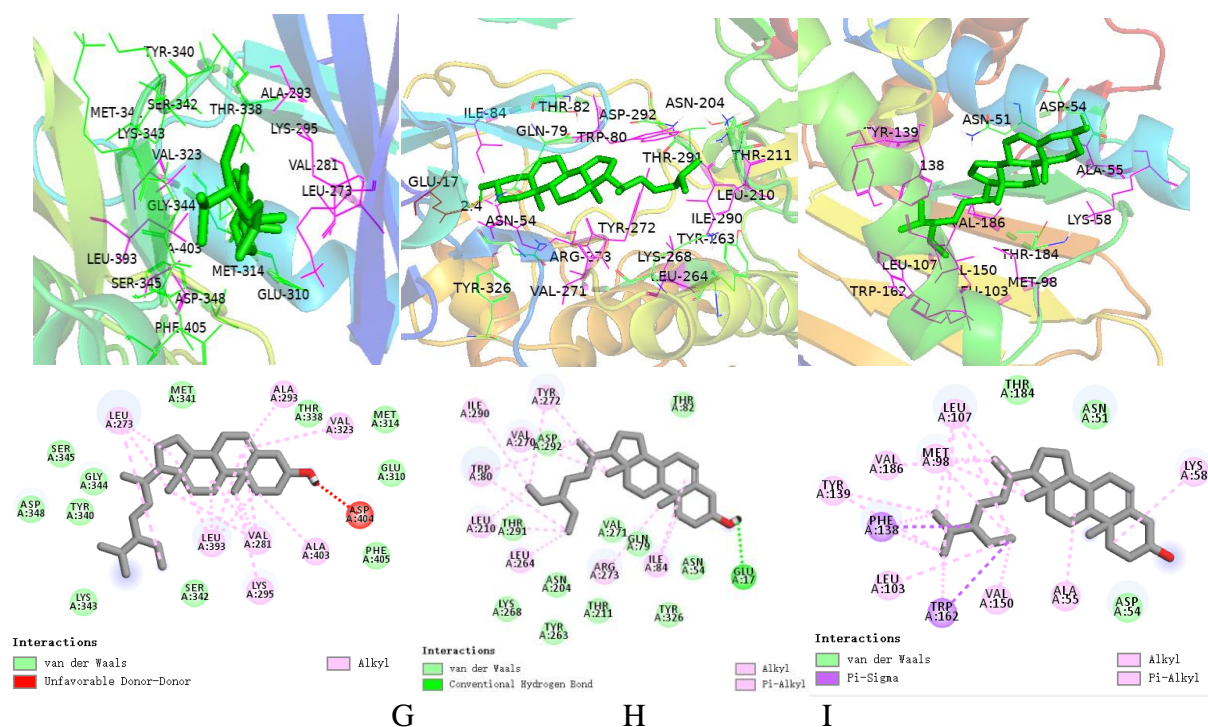 TYR-340
ALA-293
MET-34
SER-342
THR-338
LYS-343
LYS-295
VAL-323
VAL-281
LEU-273
GLY-344
A-403
LEU-393
MET-314
SER-345
ASP-348
GLU-310
PHE-405
ILE-84
THR-82
ASP-292
ASN-204
GLN-79
TRP-80
THR-291
THR-211
GLU-17
LEU-210
2.4
ASN-54
TYR-272
ILE-290
ARG-273
LYS-268
TYR-263
TYR-326
VAL-271
LEU-264
ASP-54
ASN-51
TYR-139
138
ALA-55
AL-186
LYS-58
LEU-107
THR-184
L-150
TRP-162
MET-98
EU-103
MET
A:341
ALA
A:293
LEU
A:273
THR
A:338
MET
A:314
VAL
A:323
SER
A:345
GLY
A:344
GLU
A:310
ASP
A:348
TYR
A:340
ASP
A:404
LEU
A:393
VAL
A:281
ALA
A:403
PHE
A:405
LYS
A:343
SER
A:342
LYS
A:295
Interactions
van der Waals
Unfavorable Donor-Donor
Alkyl
TYR
A:272
ILE
A:290
THR
A:82
VAL
A:270
ASP
A:292
TRP
A:80
LEU
A:210
THR
A:291
VAL
A:271
GLN
A:79
LEU
A:264
ARG
A:273
ILE
A:84
ASN
A:54
GLU
A:17
ASN
A:204
LYS
A:268
THR
A:211
TYR
A:326
TYR
A:263
Interactions
van der Waals
Conventional Hydrogen Bond
Alkyl
Pi-Alkyl
THR
A:184
LEU
A:107
ASN
A:51
MET
A:98
VAL
A:186
LYS
A:58
TYR
A:139
PHE
A:138
LEU
A:103
TRP
A:162
VAL
A:150
ALA
A:55
ASP
A:54
Interactions
van der Waals
Pi-Sigma
Alkyl
Pi-Alkyl
G H I